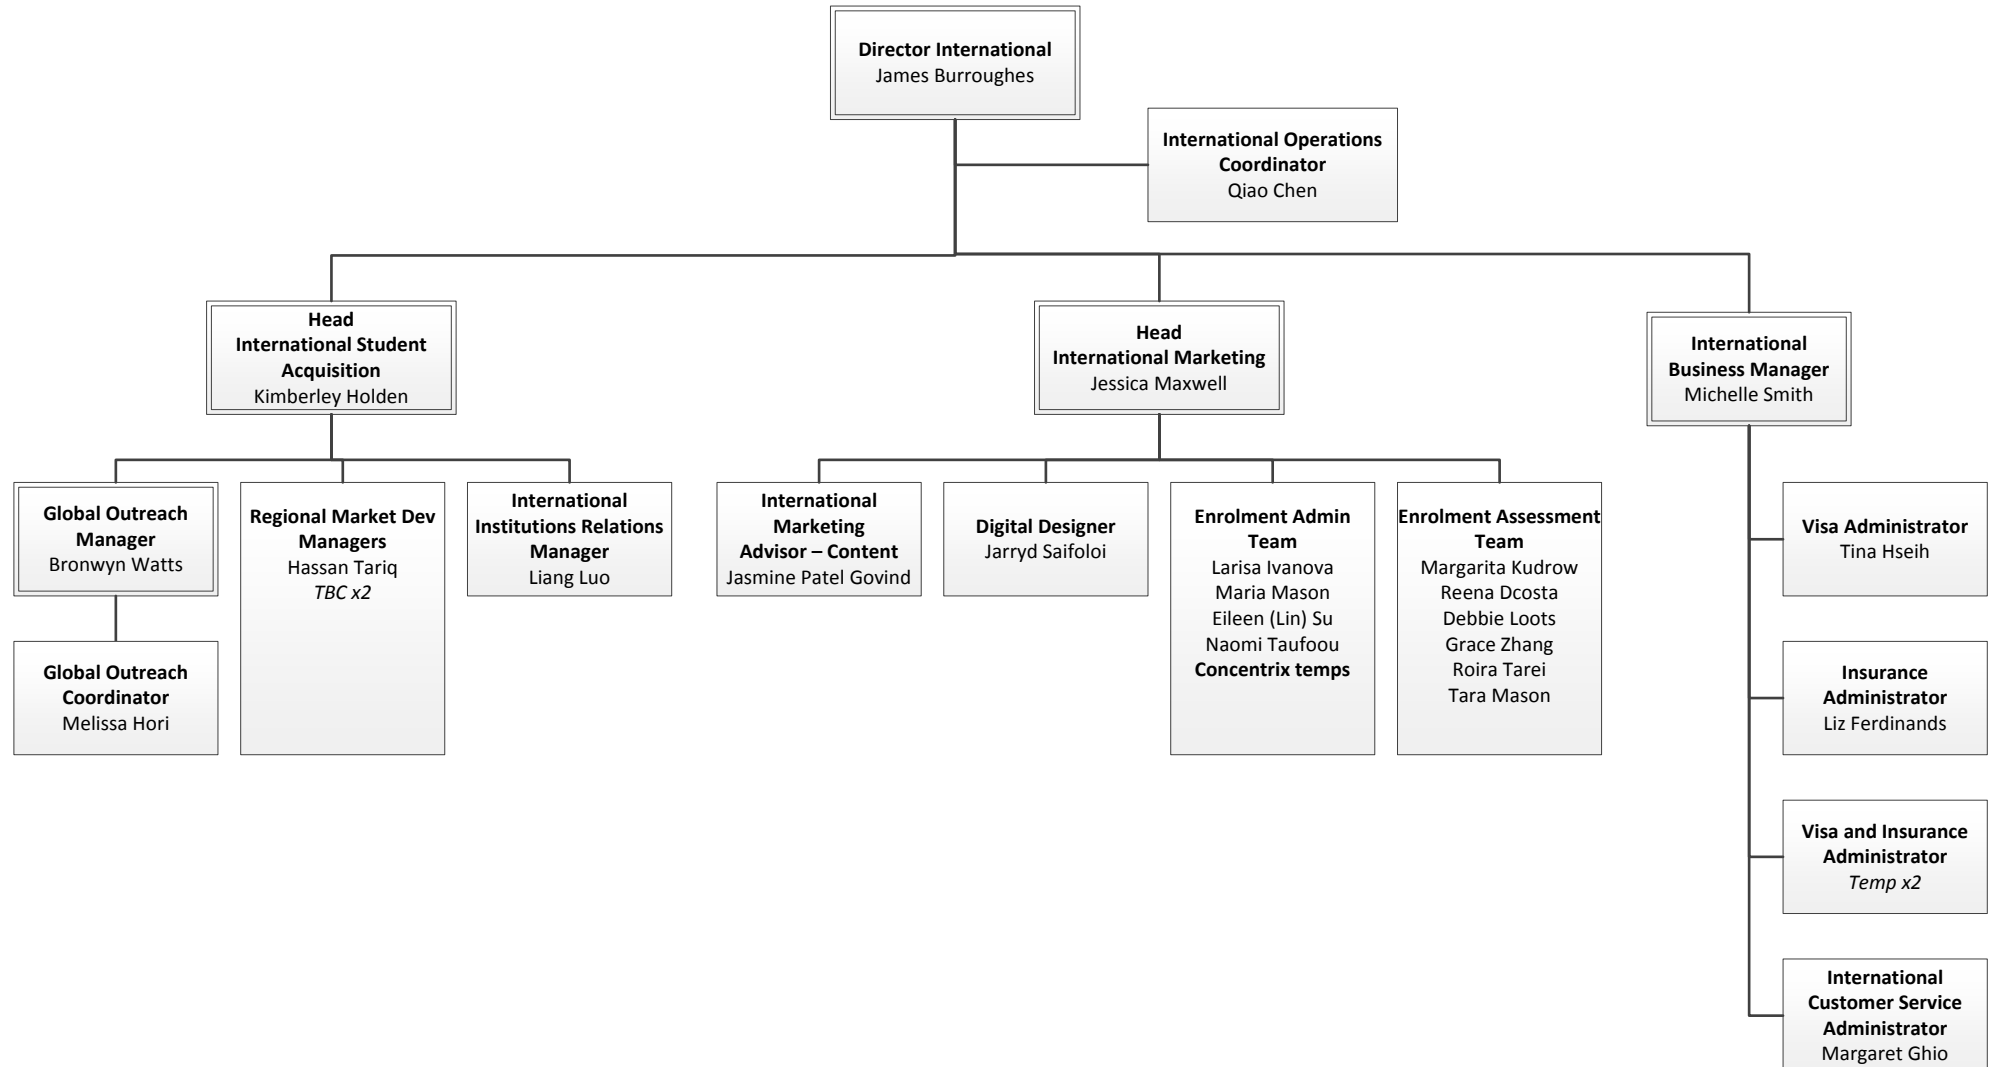 Director International
James Burroughes
International Operations
Coordinator
Qiao Chen
Head
International Student
Acquisition
Kimberley Holden
Head
International Marketing
Jessica Maxwell
International
Business Manager
Michelle Smith
Global Outreach
Manager
Bronwyn Watts
Regional Market Dev
Managers
Hassan Tariq
TBC x2
International
Institutions Relations
Manager
Liang Luo
International
Marketing
Advisor – Content
Jasmine Patel Govind
Digital Designer
Jarryd Saifoloi
Enrolment Admin
Team
Larisa Ivanova
Maria Mason
Eileen (Lin) Su
Naomi Taufoou
Concentrix temps
Enrolment Assessment
Team
Margarita Kudrow
Reena Dcosta
Debbie Loots
Grace Zhang
Roira Tarei
Tara Mason
Visa Administrator
Tina Hseih
Global Outreach
Coordinator
Melissa Hori
Insurance
Administrator
Liz Ferdinands
Visa and Insurance
Administrator
Temp x2
International
Customer Service
Administrator
Margaret Ghio